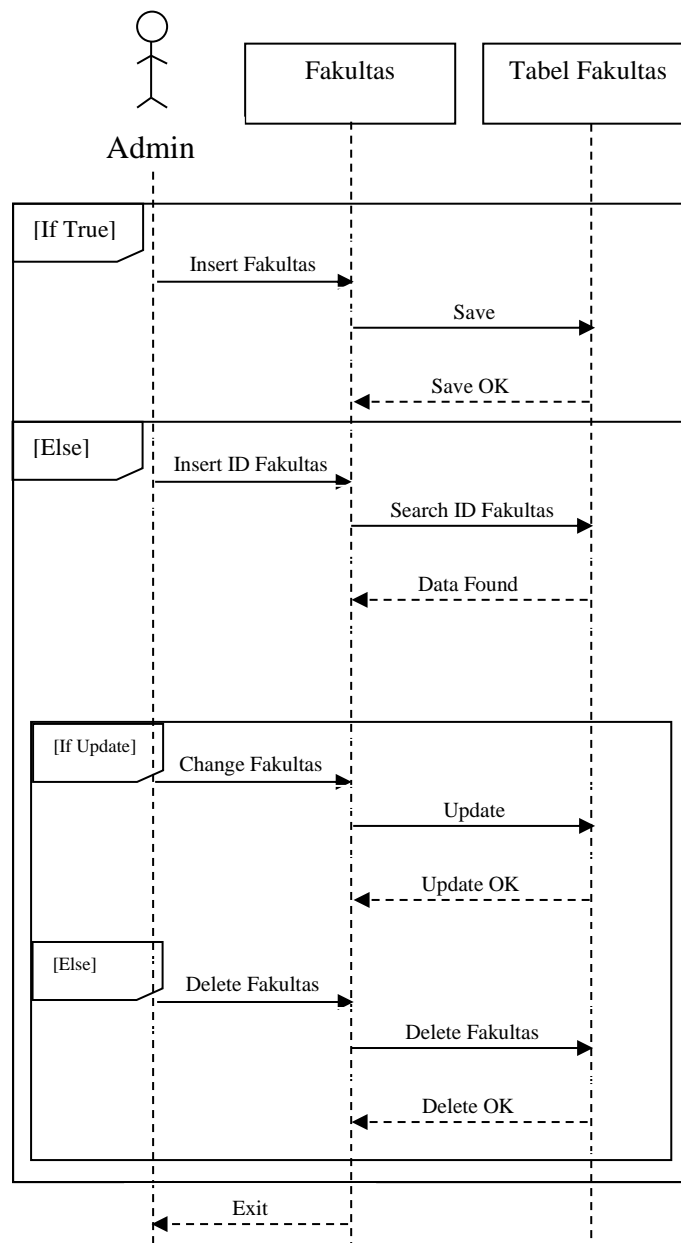 Fakultas
Tabel Fakultas
Admin
[If True]
Insert Fakultas
Save
Save OK
[Else]
Insert ID Fakultas
Search ID Fakultas
Data Found
[If Update]
Change Fakultas
Update
Update OK
[Else]
Delete Fakultas
Delete Fakultas
Delete OK
Exit